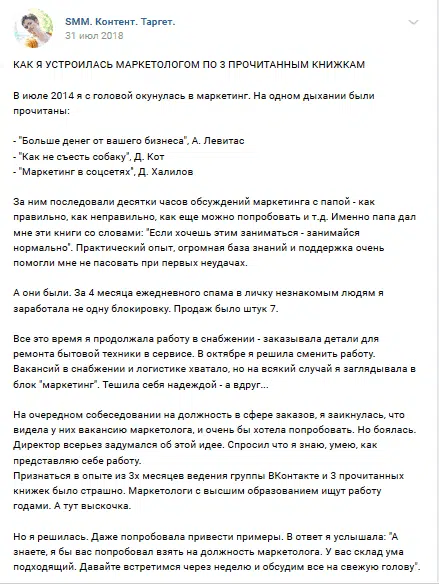 SMM. Контент. Таргет.
31 июл 2018
КАК Я УСТРОИЛАСЬ МАРКЕТОЛОГОМ ПО 3 ПРОЧИТАННЫМ КНИЖКАМ
В июле 2014 я с головой окунулась в маркетинг. На одном дыхании были
прочитаны:
- "Больше денег от вашего бизнеса", А. Левитас
- "Как не съесть собаку", Д. Кот
- "Маркетинг в соцсетях", Д. Халилов
За ним последовали десятки часов обсуждений маркетинга с папой - как
правильно, как неправильно, как еще можно попробовать и т.д. Именно папа дал
мне эти книги со словами: "Если хочешь этим заниматься - занимайся
нормально". Практический опыт, огромная база знаний и поддержка очень
помогли мне не пасовать при первых неудачах.
А они были. За 4 месяца ежедневного спама в личку незнакомым людям я
заработала не одну блокировку. Продаж было штук 7.
Все это время я продолжала работу в снабжении - заказывала детали для
ремонта бытовой техники в сервисе. В октябре я решила сменить работу.
Вакансий в снабжении и логистике хватало, но на всякий случай я заглядывала в
блок "маркетинг". Тешила себя надеждой - а вдруг...
На очередном собеседовании на должность в сфере заказов, я заикнулась, что
видела у них вакансию маркетолога, и очень бы хотела попробовать. Но боялась.
Директор всерьез задумался об этой идее. Спросил что я знаю, умею, как
представляю себе работу.
Признаться в опыте из 3х месяцев ведения группы ВКонтакте и 3 прочитанных
книжек было страшно. Маркетологи с высшим образованием ищут работу
годами. А тут выскочка.
Но я решилась. Даже попробовала привести примеры. В ответ я услышала: "А
знаете, я бы вас попробовал взять на должность маркетолога. У вас склад ума
подходящий. Давайте встретимся через неделю и обсудим все на свежую голову".